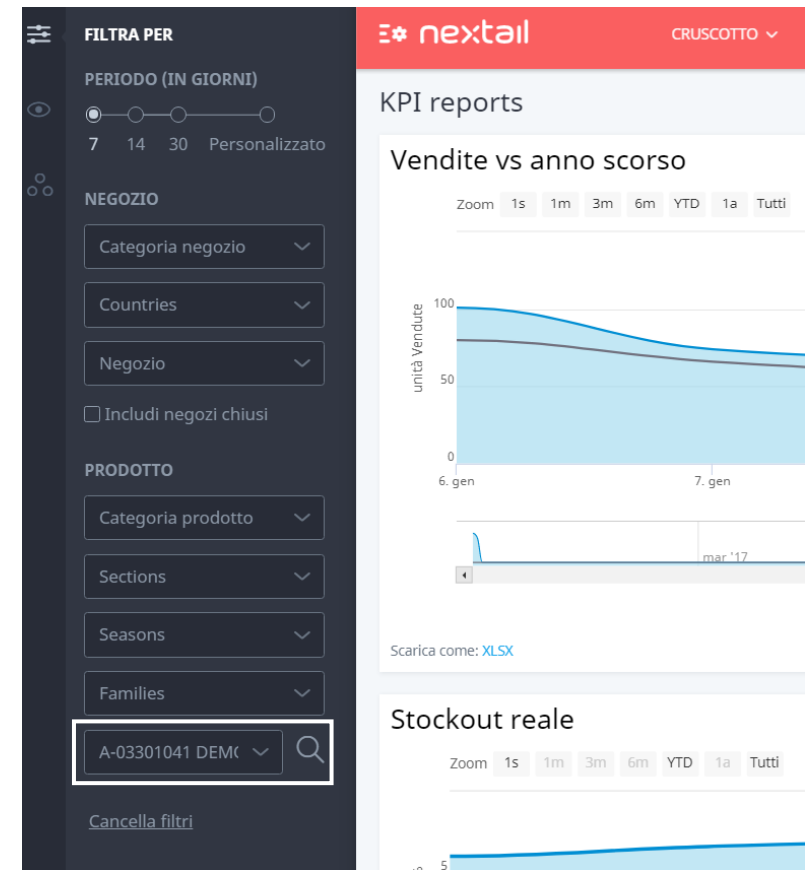 FILTRA PER
PERIODO (IN GIORNI)
7 14 30 Personalizzato
NEGOZIO
Categoria negozio
Countries
Negozio
Includi negozi chiusi
PRODOTTO
Categoria prodotto
Sections
Seasons
Families
A-03301041
Cancella filtri
nextail
CRUSCOTTO
KPI reports
Vendite vs anno scorso
Zoom 1s 1m 3m 6m YTD 1a Tutti
unità Vendute
100
50
0
6. gen 7. gen
mar '17
Scarica come: XLSX
Stockout reale
Zoom 1s 1m 3m 6m YTD 1a Tutti
5